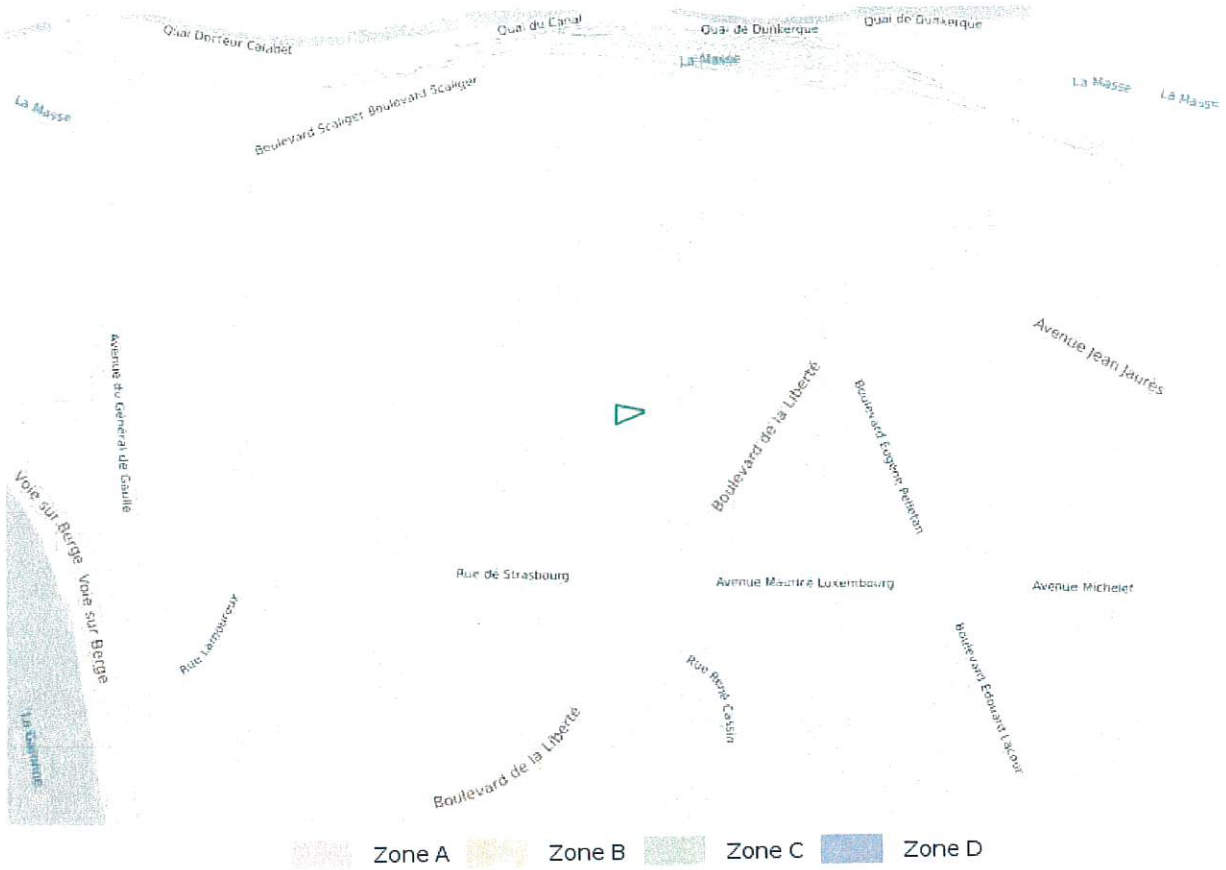 Quai Docteur Calabet
Quai du Canal
Quai de Dunkerque
Quai de Dunkerque
La Masse
La Masse
La Masse
La Masse
Boulevard Scaliger Boulevard Scaliger
Avenue du Général de Gaulle
Avenue Jean Jaurès
Boulevard de la Liberté
Boulevard Eugène Pelletan
Voie sur Berge Voie sur Berge
Rue de Strasbourg
Avenue Maurice Luxembourg
Avenue Michelet
Rue Lamouroux
Rue René Cassin
Boulevard Edouard Lacour
La Garonne
Boulevard de la Liberté
Zone A Zone B Zone C Zone D